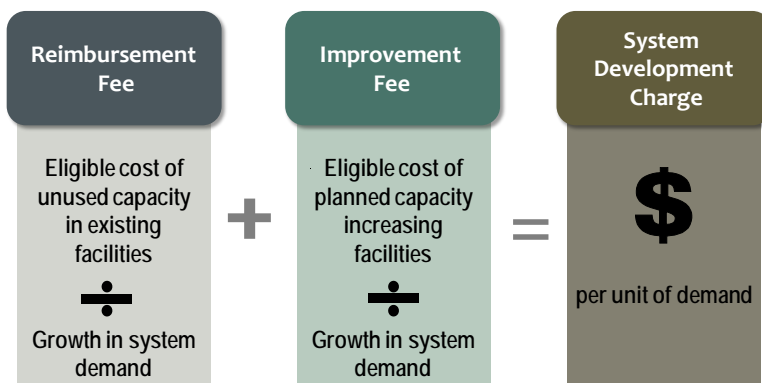 Reimbursement
Fee
Eligible cost of
unused capacity
in existing
facilities
÷
Growth in system
demand
+
Improvement
Fee
Eligible cost of
planned capacity
increasing
facilities
÷
Growth in system
demand
=
System
Development
Charge
$
per unit of demand